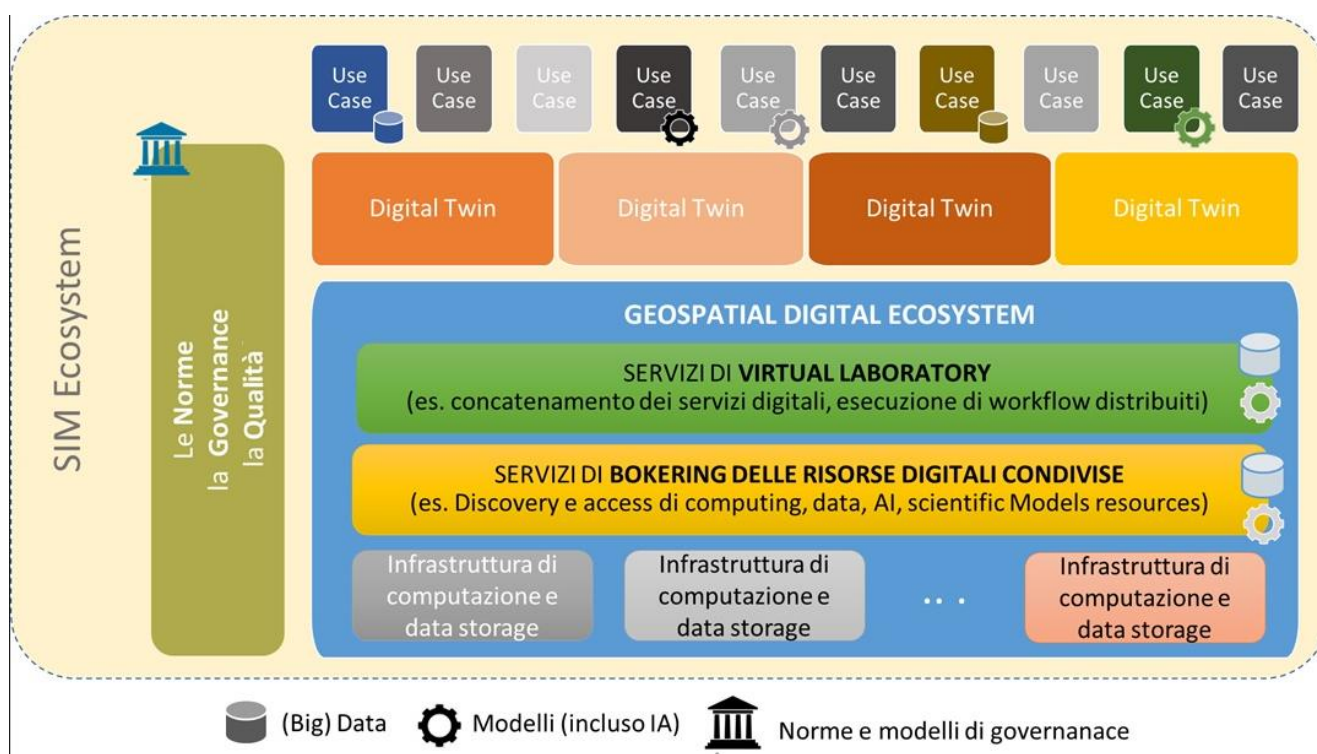 Use
Case
Use
Case
Use
Case
Use
Case
Use
Case
Use
Case
Use
Case
Use
Case
Use
Case
Use
Case
SIM Ecosystem
Le Norme
la Governance
la Qualità
Digital Twin
Digital Twin
Digital Twin
Digital Twin
GEOSPATIAL DIGITAL ECOSYSTEM
SERVIZI DI VIRTUAL LABORATORY
(es. concatenamento dei servizi digitali, esecuzione di workflow distribuiti)
SERVIZI DI BOKERING DELLE RISORSE DIGITALI CONDIVISE
(es. Discovery e access di computing, data, AI, scientific Models resources)
Infrastruttura di
computazione e
data storage
Infrastruttura di
computazione e
data storage
...
Infrastruttura di
computazione e
data storage
(Big) Data
Modelli (incluso IA)
Norme e modelli di governanace